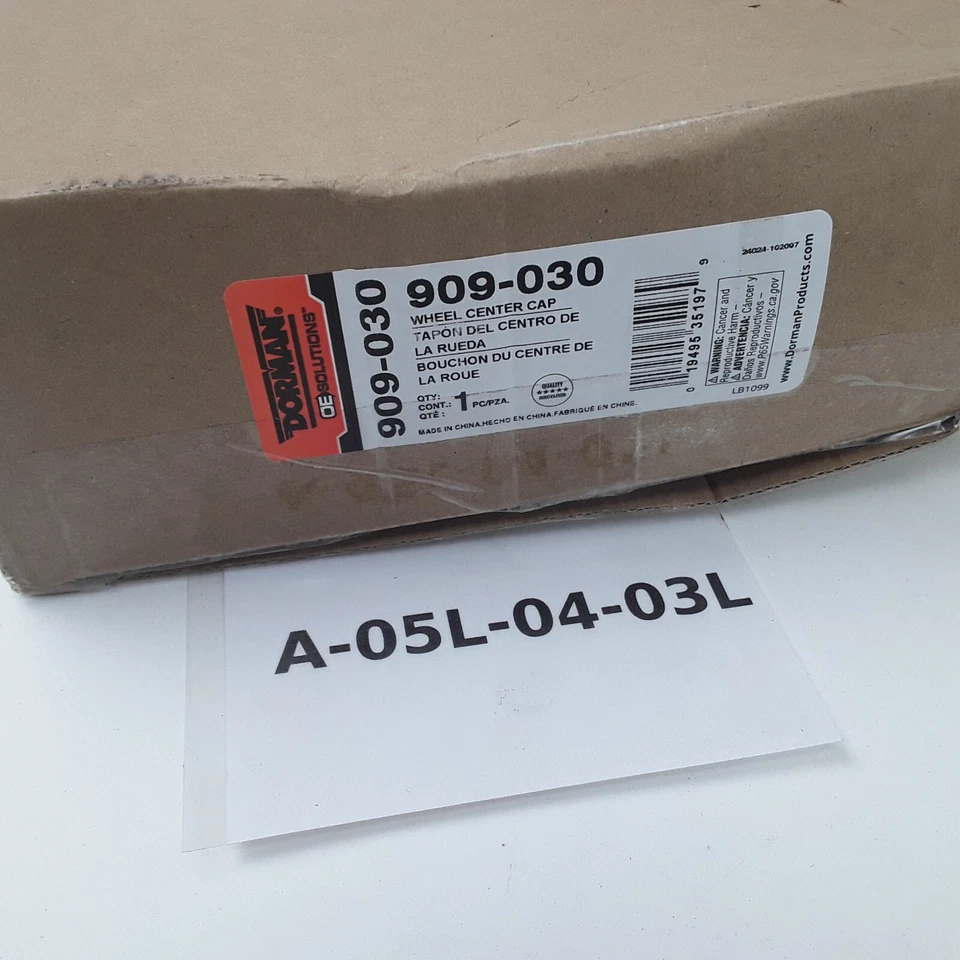 DORMAN
OE SOLUTIONS™
909-030
909-030
WHEEL CENTER CAP
TAPÓN DEL CENTRO DE
LA RUEDA
BOUCHON DU CENTRE DE
LA ROUE
QTY:
CONT.: 1 PC/PZA.
QTÉ :
QUALITY
★★★★★
INNOVATION
MADE IN CHINA.HECHO EN CHINA.FABRIQUÉ EN CHINE.
0 19495 35197 9
24024-102097
⚠ WARNING: Cancer and
Reproductive Harm –
⚠ ADVERTENCIA: Cáncer y
Daños Reproductivos –
www.P65Warnings.ca.gov
LB1099
www.DormanProducts.com
A-05L-04-03L